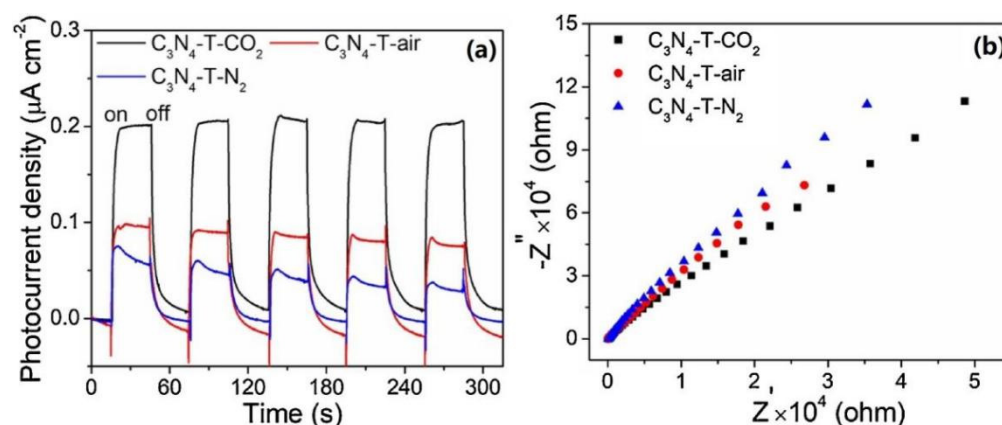 (a)
C₃N₄-T-CO₂ C₃N₄-T-air
C₃N₄-T-N₂
on off
Photocurrent density (μA cm⁻²)
0.3
0.2
0.1
0.0
0 60 120 180 240 300
Time (s)
(b)
C₃N₄-T-CO₂
C₃N₄-T-air
C₃N₄-T-N₂
-Z″×10⁴ (ohm)
15
12
9
6
3
0
0 1 2 3 4 5
Z′×10⁴ (ohm)